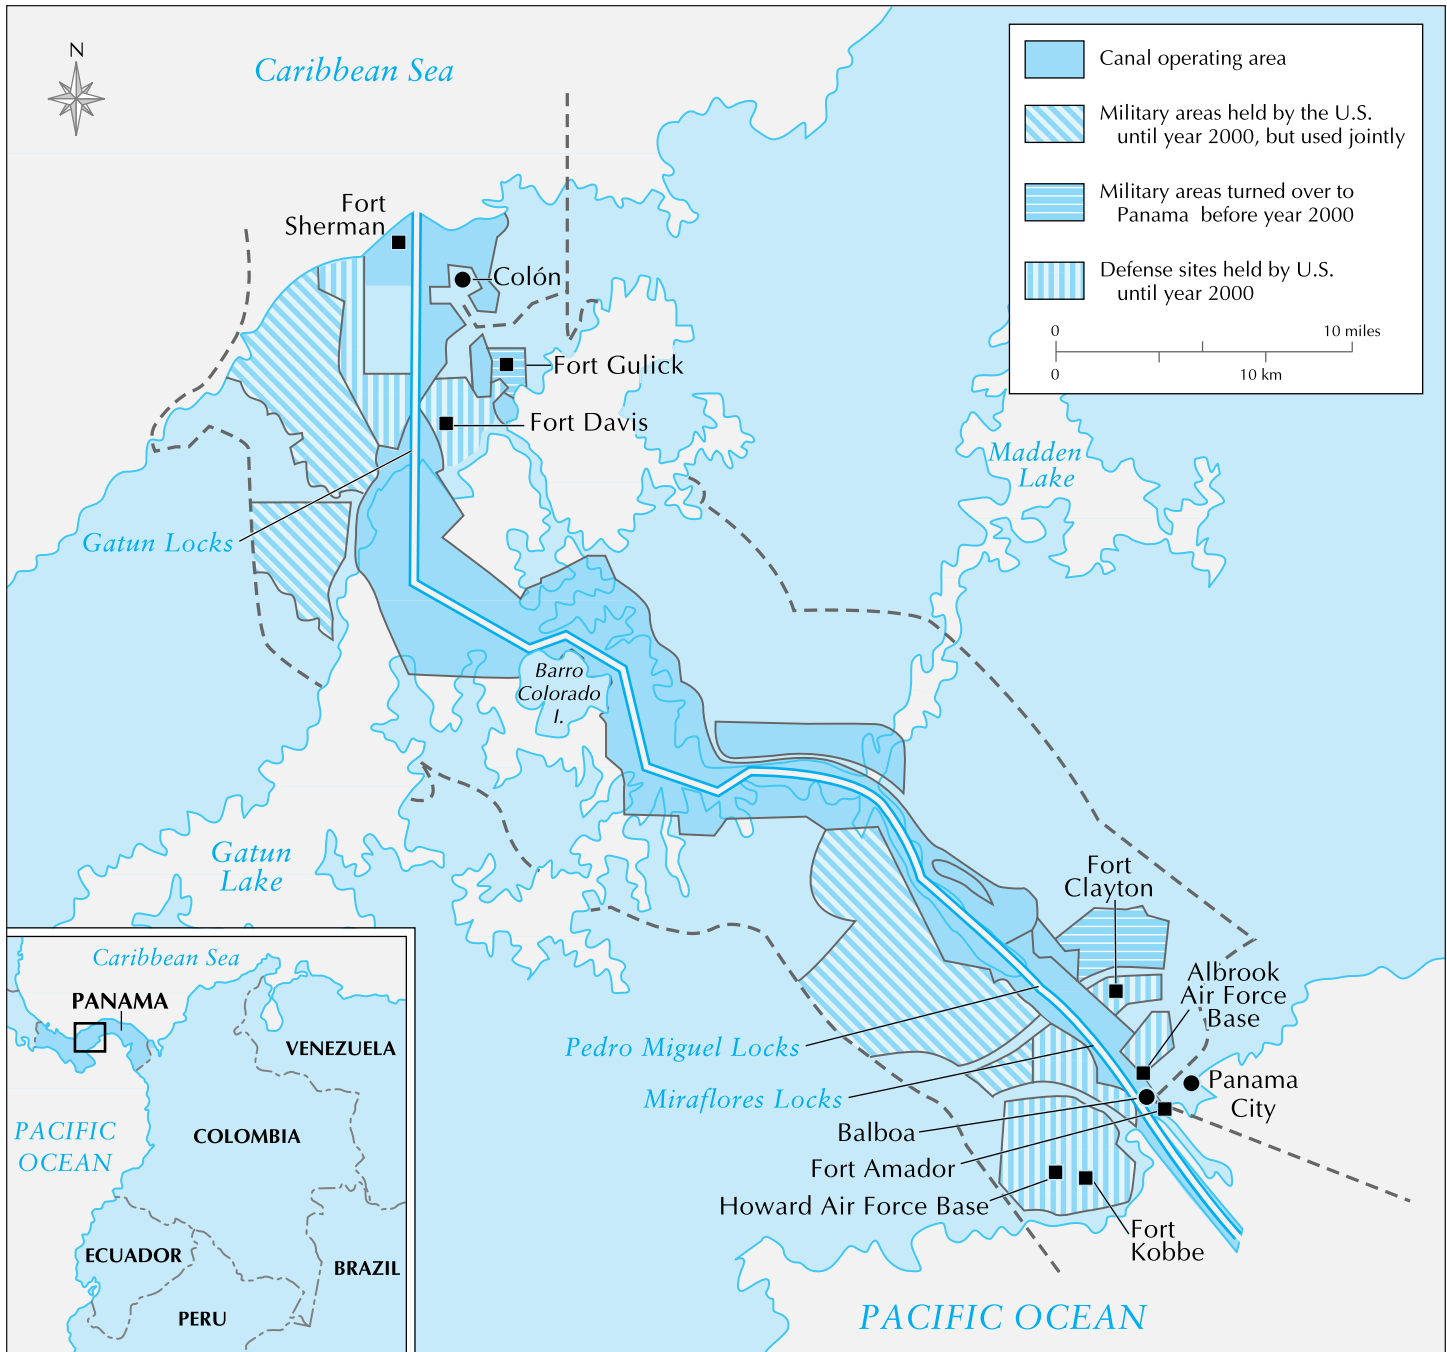 N
Caribbean Sea
Canal operating area
Military areas held by the U.S.
until year 2000, but used jointly
Military areas turned over to
Panama before year 2000
Defense sites held by U.S.
until year 2000
0
10 miles
0
10 km
Fort
Sherman
Colón
Fort Gulick
Fort Davis
Madden
Lake
Gatun Locks
Barro
Colorado
I.
Gatun
Lake
Fort
Clayton
Albrook
Air Force
Base
Pedro Miguel Locks
Panama
City
Miraflores Locks
Balboa
Fort Amador
Howard Air Force Base
Fort
Kobbe
PACIFIC OCEAN
Caribbean Sea
PANAMA
VENEZUELA
PACIFIC
OCEAN
COLOMBIA
ECUADOR
BRAZIL
PERU